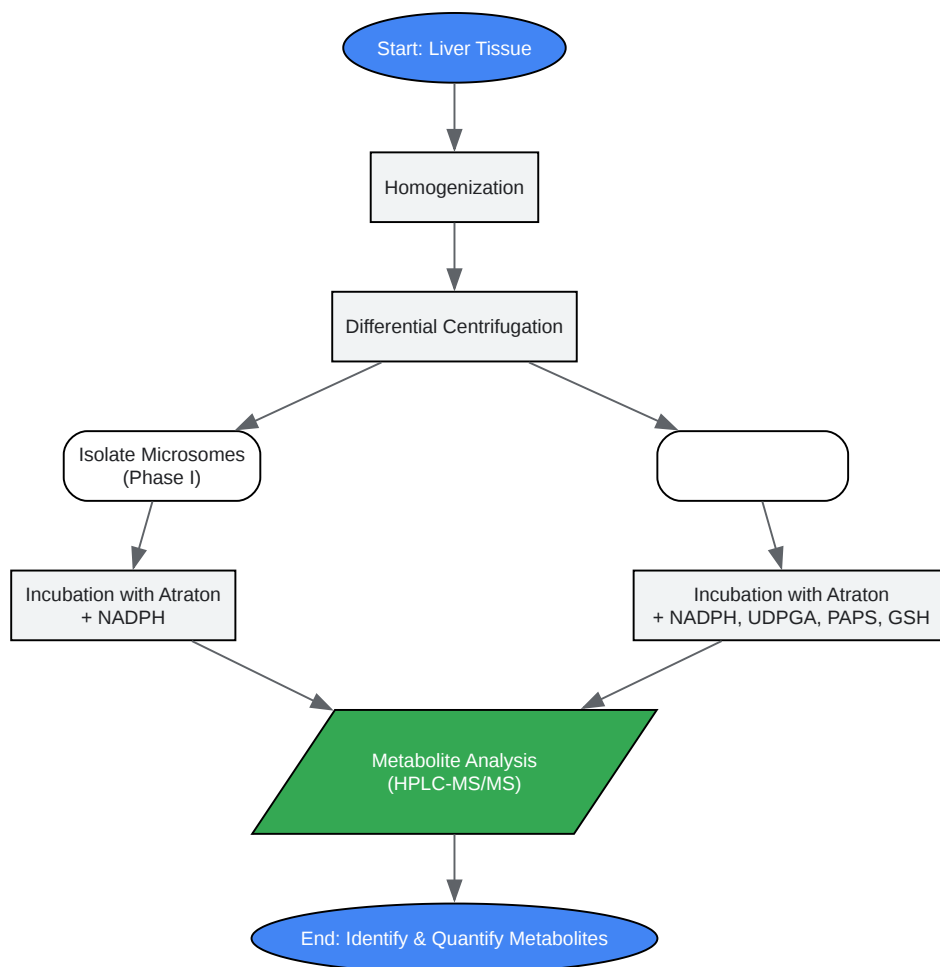 Start: Liver Tissue
Homogenization
Differential Centrifugation
Isolate Microsomes
(Phase I)
Incubation with Atraton
+ NADPH
Incubation with Atraton
+ NADPH, UDPGA, PAPS, GSH
Metabolite Analysis
(HPLC-MS/MS)
End: Identify & Quantify Metabolites